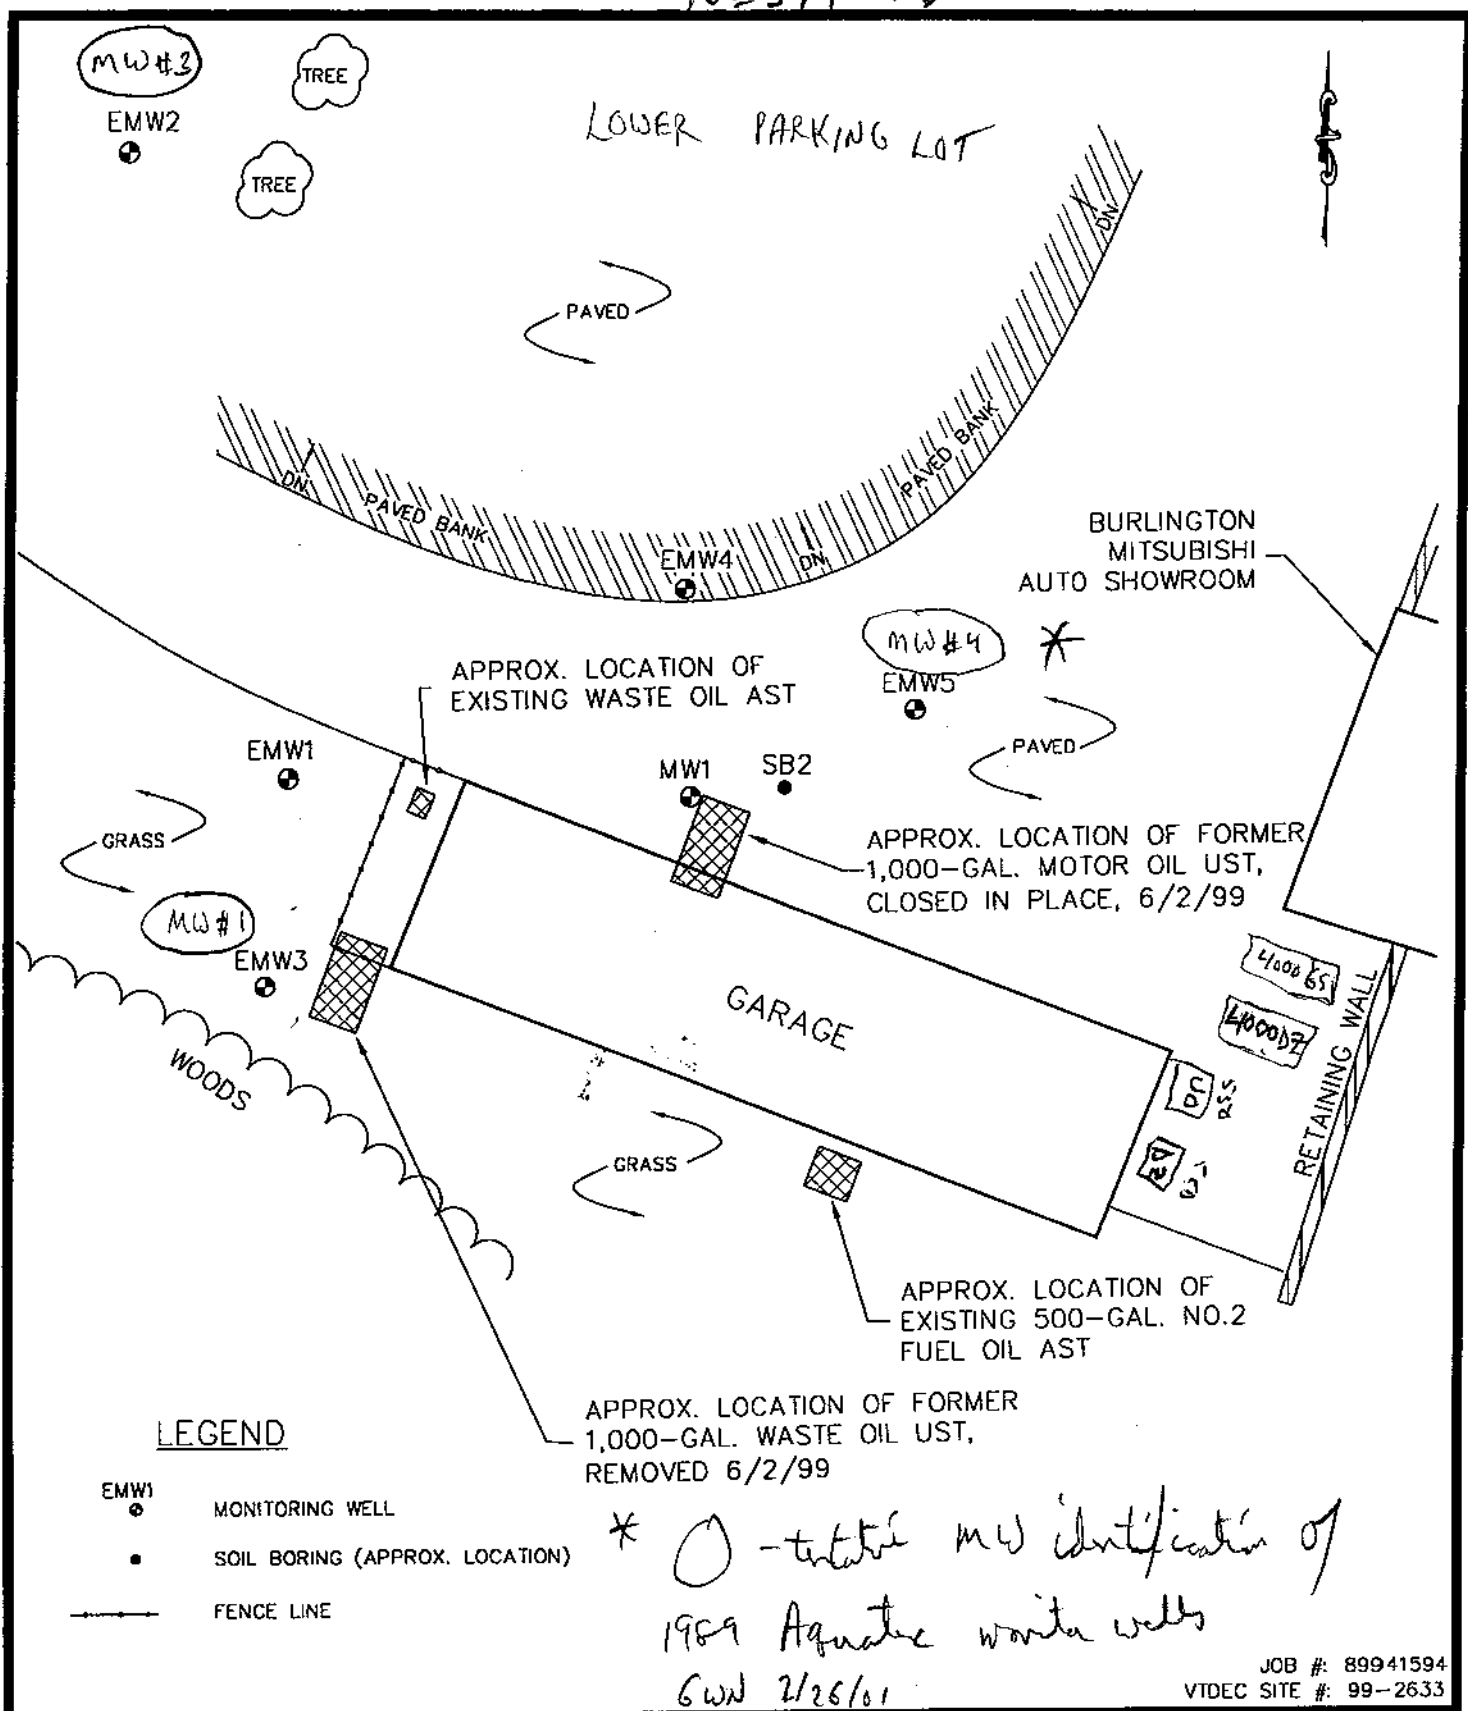 MW#3
EMW2
TREE
TREE
LOWER PARKING LOT
PAVED
DN.
PAVED BANK
PAVED BANK
DN.
DN.
EMW4
BURLINGTON
MITSUBISHI
AUTO SHOWROOM
MW#4 *
EMW5
APPROX. LOCATION OF
EXISTING WASTE OIL AST
PAVED
EMW1
MW1
SB2
GRASS
APPROX. LOCATION OF FORMER
1,000-GAL. MOTOR OIL UST,
CLOSED IN PLACE, 6/2/99
MW#1
EMW3
GARAGE
4000 GS
4000DZ
RETAINING WALL
WOODS
GRASS
APPROX. LOCATION OF
EXISTING 500-GAL. NO.2
FUEL OIL AST
APPROX. LOCATION OF FORMER
1,000-GAL. WASTE OIL UST,
REMOVED 6/2/99
LEGEND
EMW1
MONITORING WELL
SOIL BORING (APPROX. LOCATION)
FENCE LINE
* O - tentative MW identification of
1989 Aquatec monitor wells
GWN 2/26/01
JOB #: 89941594
VTDEC SITE #: 99-2633